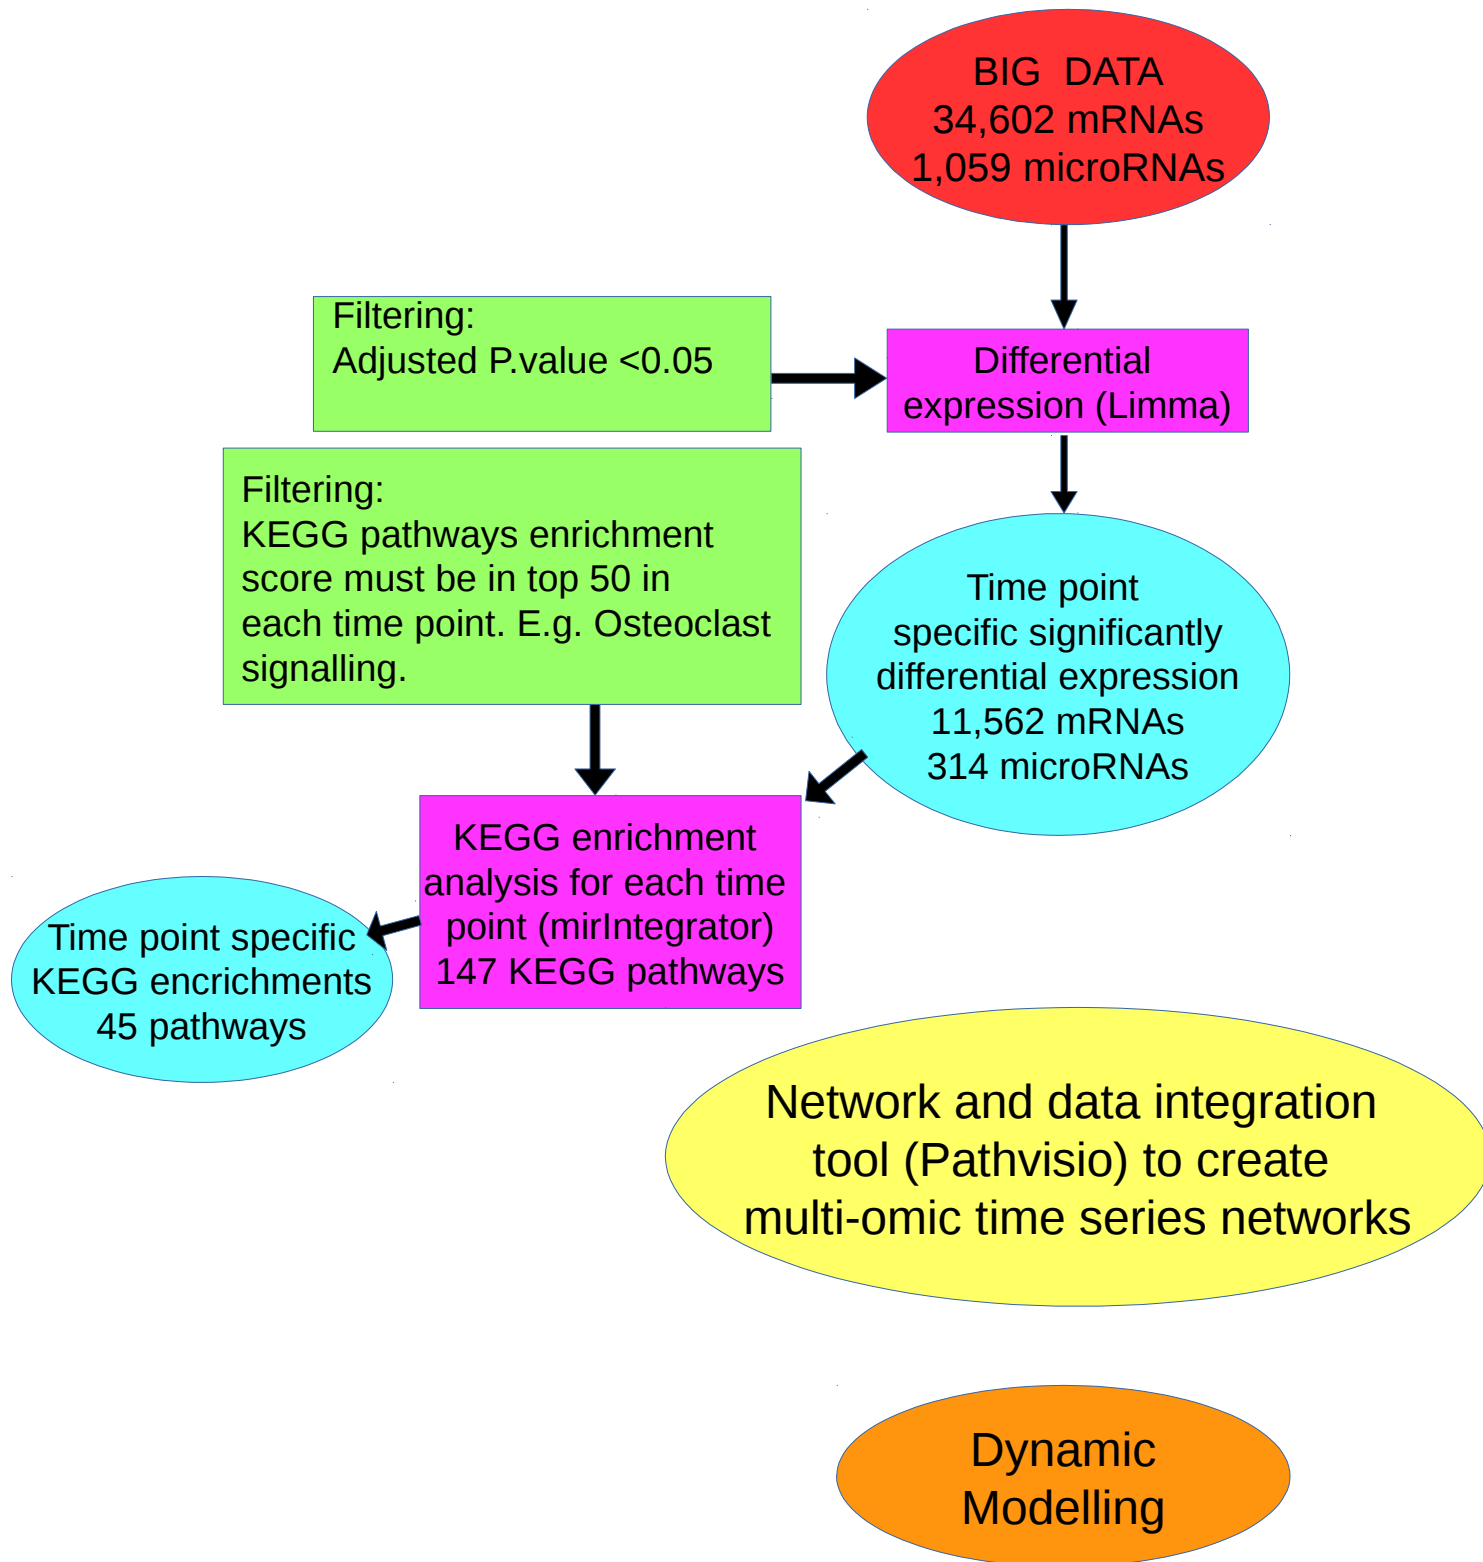 BIG  DATA
34,602 mRNAs
1,059 microRNAs
Filtering:
Adjusted P.value <0.05
Differential
expression (Limma)
Filtering:
KEGG pathways enrichment
score must be in top 50 in
each time point. E.g. Osteoclast
signalling.
Time point
specific significantly
differential expression
11,562 mRNAs
314 microRNAs
KEGG enrichment
analysis for each time
point (mirIntegrator)
147 KEGG pathways
Time point specific
KEGG encrichments
45 pathways
Network and data integration
tool (Pathvisio) to create
multi-omic time series networks
Dynamic
Modelling